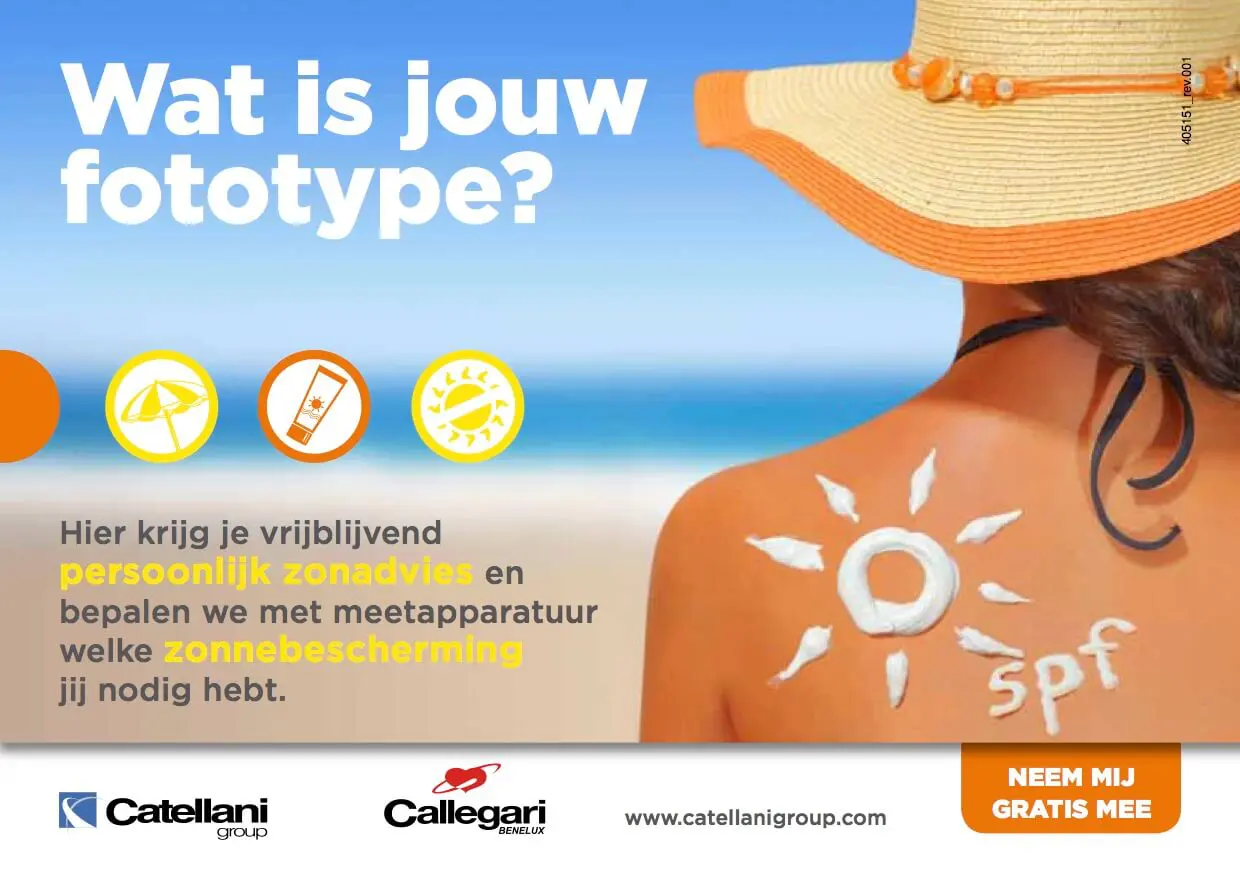 Wat is jouw
fototype?
405151_rev.001
Hier krijg je vrijblijvend
persoonlijk zonadvies en
bepalen we met meetapparatuur
welke zonnebescherming
jij nodig hebt.
spf
Catellani
group
Callegari
BENELUX
www.catellanigroup.com
NEEM MIJ
GRATIS MEE